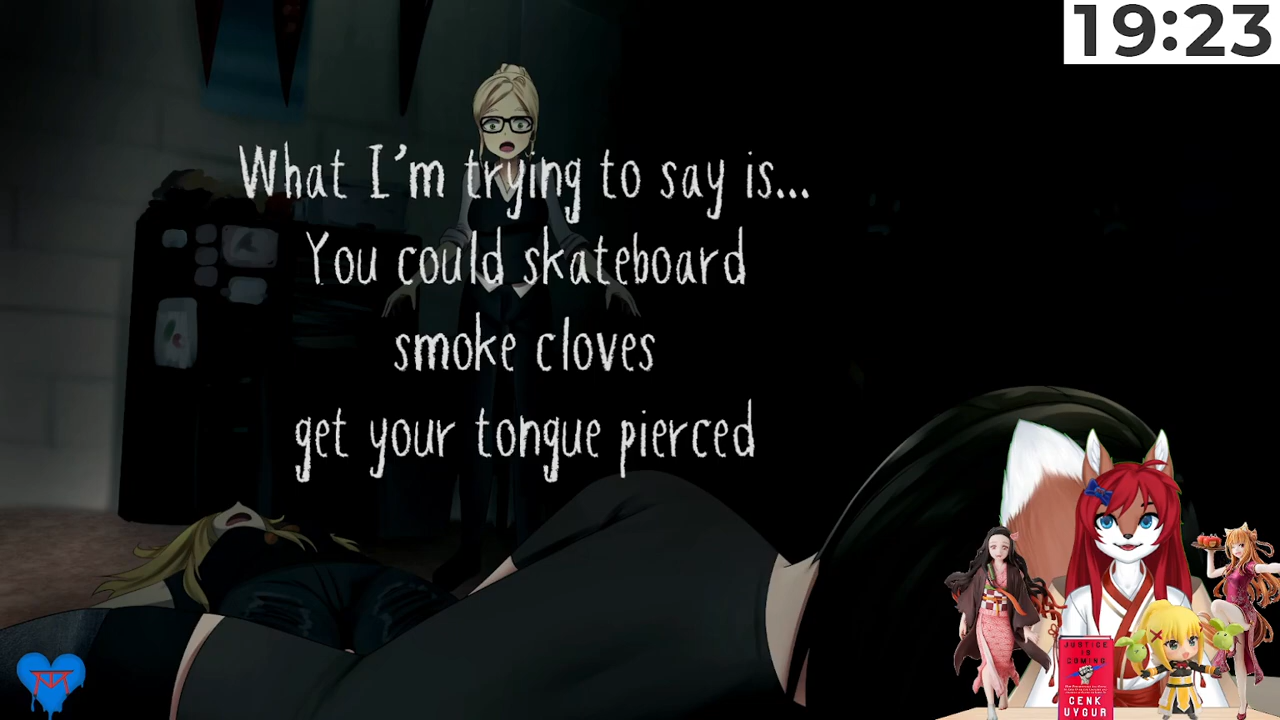 19:23
What I'm trying to say is...
You could skateboard
smoke cloves
get your tongue pierced
JUSTICE
IS
COMING
CENK
UYGUR